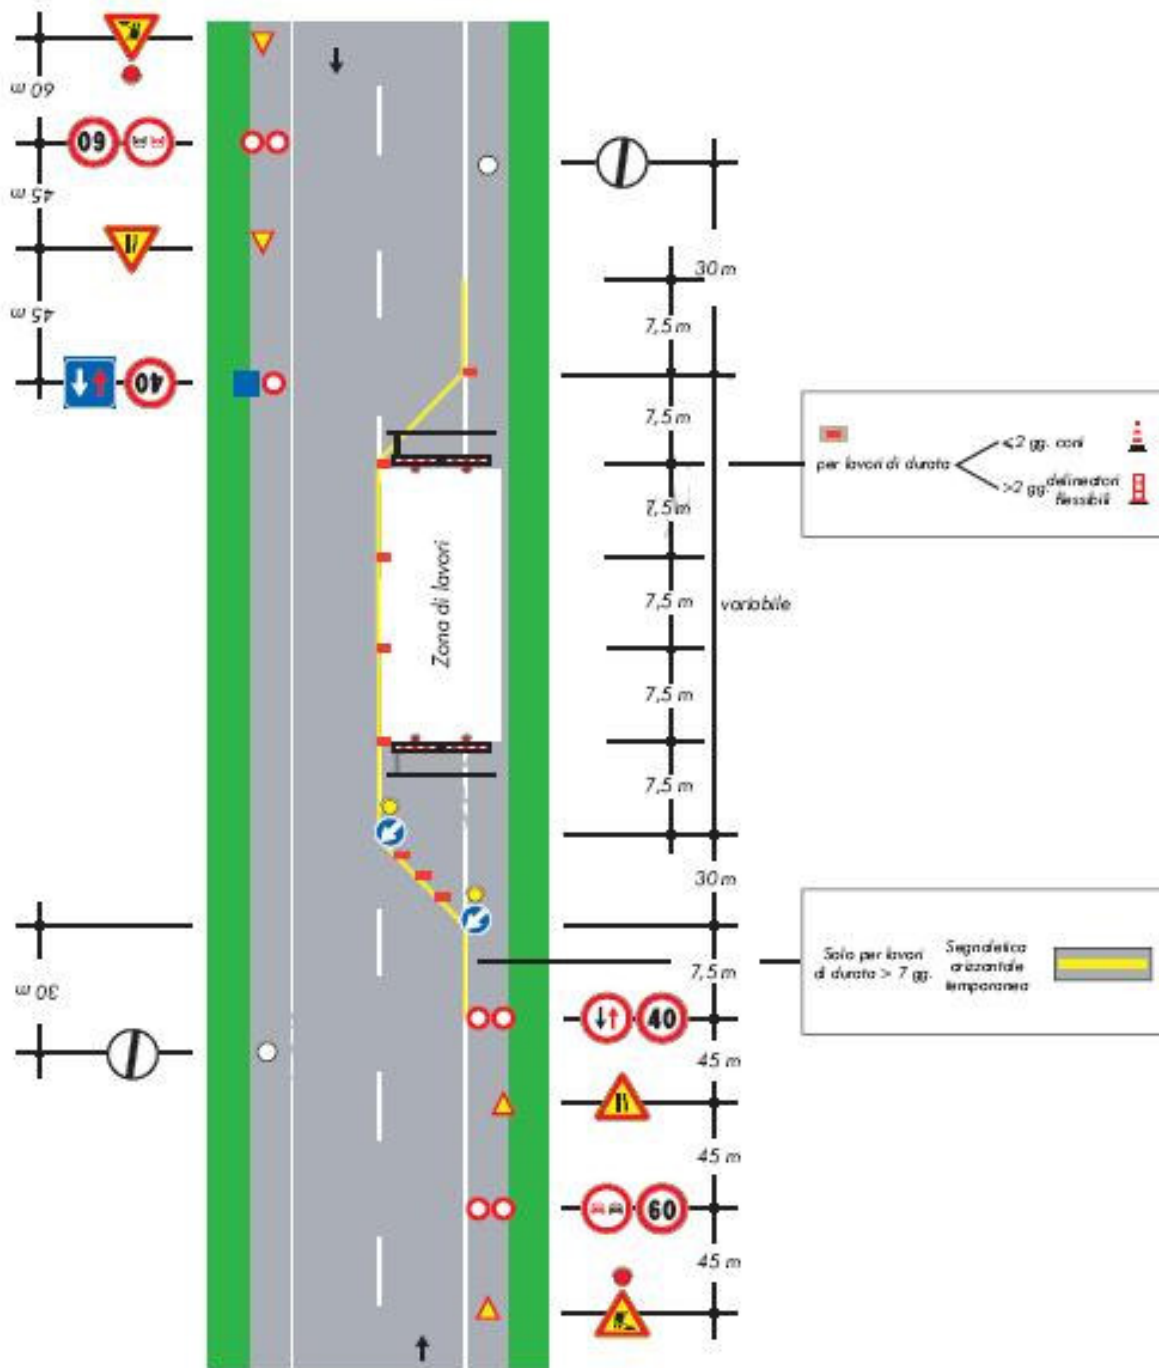 60 m
60
45 m
45 m
40
30 m
7,5 m
7,5 m
7,5 m
7,5 m
7,5 m
7,5 m
variabile
≤2 gg. coni
per lavori di durata
>2 gg. delineatori
flessibili
Zona di lavori
30 m
Solo per lavori
di durata > 7 gg.
Segnaletica
orizzontale
temporanea
7,5 m
30 m
40
45 m
45 m
60
45 m